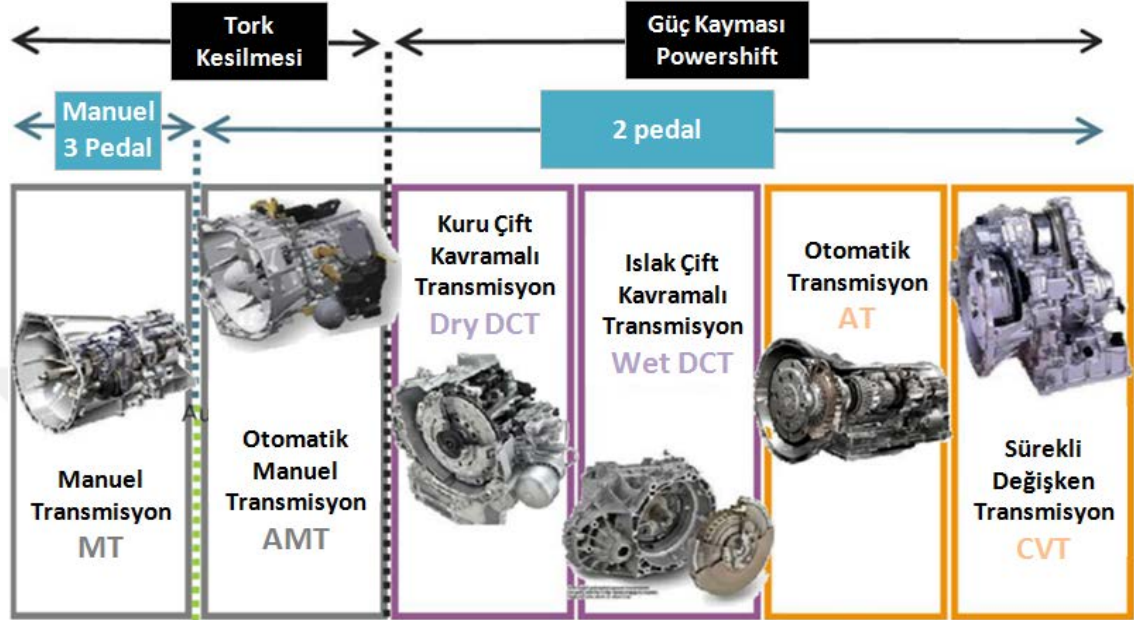 Tork
Kesilmesi
Güç Kayması
Powershift
Manuel
3 Pedal
2 pedal
Manuel
Transmisyon
MT
Otomatik
Manuel
Transmisyon
AMT
Kuru Çift
Kavramalı
Transmisyon
Dry DCT
Islak Çift
Kavramalı
Transmisyon
Wet DCT
Otomatik
Transmisyon
AT
Sürekli
Değişken
Transmisyon
CVT